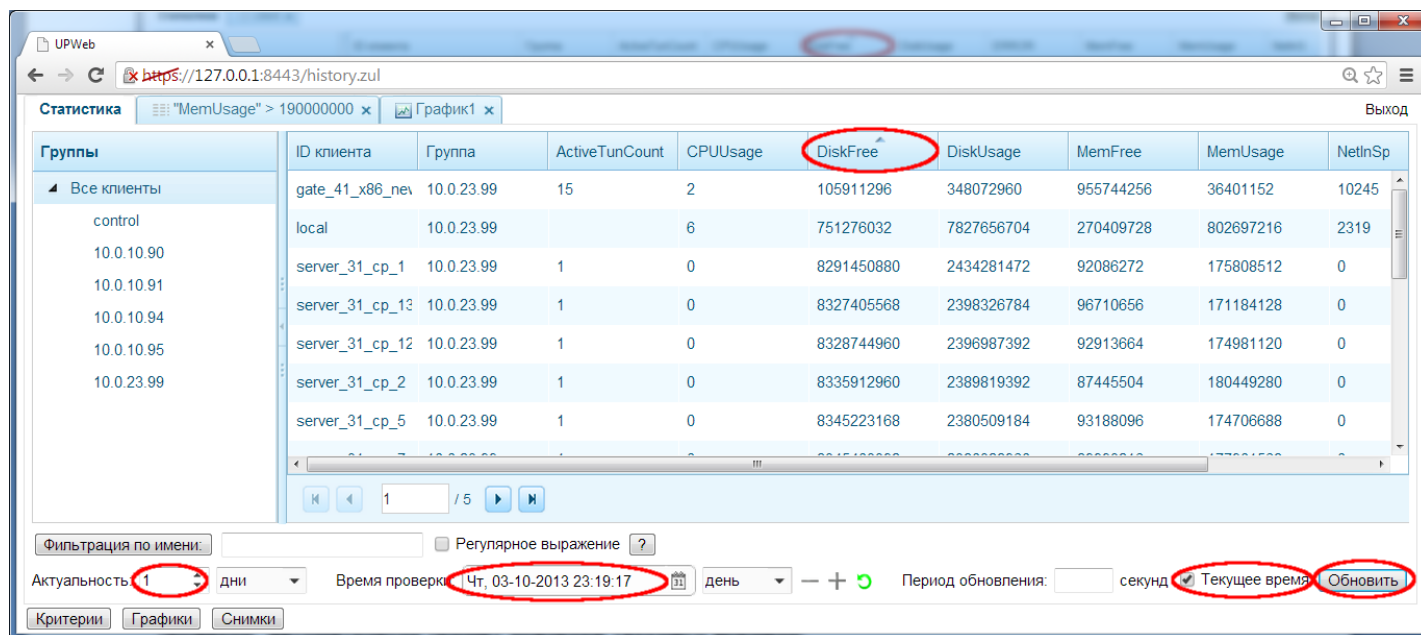 UPWeb
https://127.0.0.1:8443/history.zul
Статистика "MemUsage" > 190000000 График1 Выход
Группы ID клиента Группа ActiveTunCount CPUUsage DiskFree DiskUsage MemFree MemUsage NetInSp
Все клиенты gate_41_x86_nev 10.0.23.99 15 2 105911296 348072960 955744256 36401152 10245
control local 10.0.23.99 6 751276032 7827656704 270409728 802697216 2319
10.0.10.90
10.0.10.91 server_31_cp_1 10.0.23.99 1 0 8291450880 2434281472 92086272 175808512 0
10.0.10.94 server_31_cp_13 10.0.23.99 1 0 8327405568 2398326784 96710656 171184128 0
10.0.10.95 server_31_cp_12 10.0.23.99 1 0 8328744960 2396987392 92913664 174981120 0
10.0.23.99 server_31_cp_2 10.0.23.99 1 0 8335912960 2389819392 87445504 180449280 0
server_31_cp_5 10.0.23.99 1 0 8345223168 2380509184 93188096 174706688 0
1 / 5
Фильтрация по имени: Регулярное выражение ?
Актуальность: 1 дни Время проверки Чт, 03-10-2013 23:19:17 31 день Период обновления: секунд Текущее время Обновить
Критерии Графики Снимки